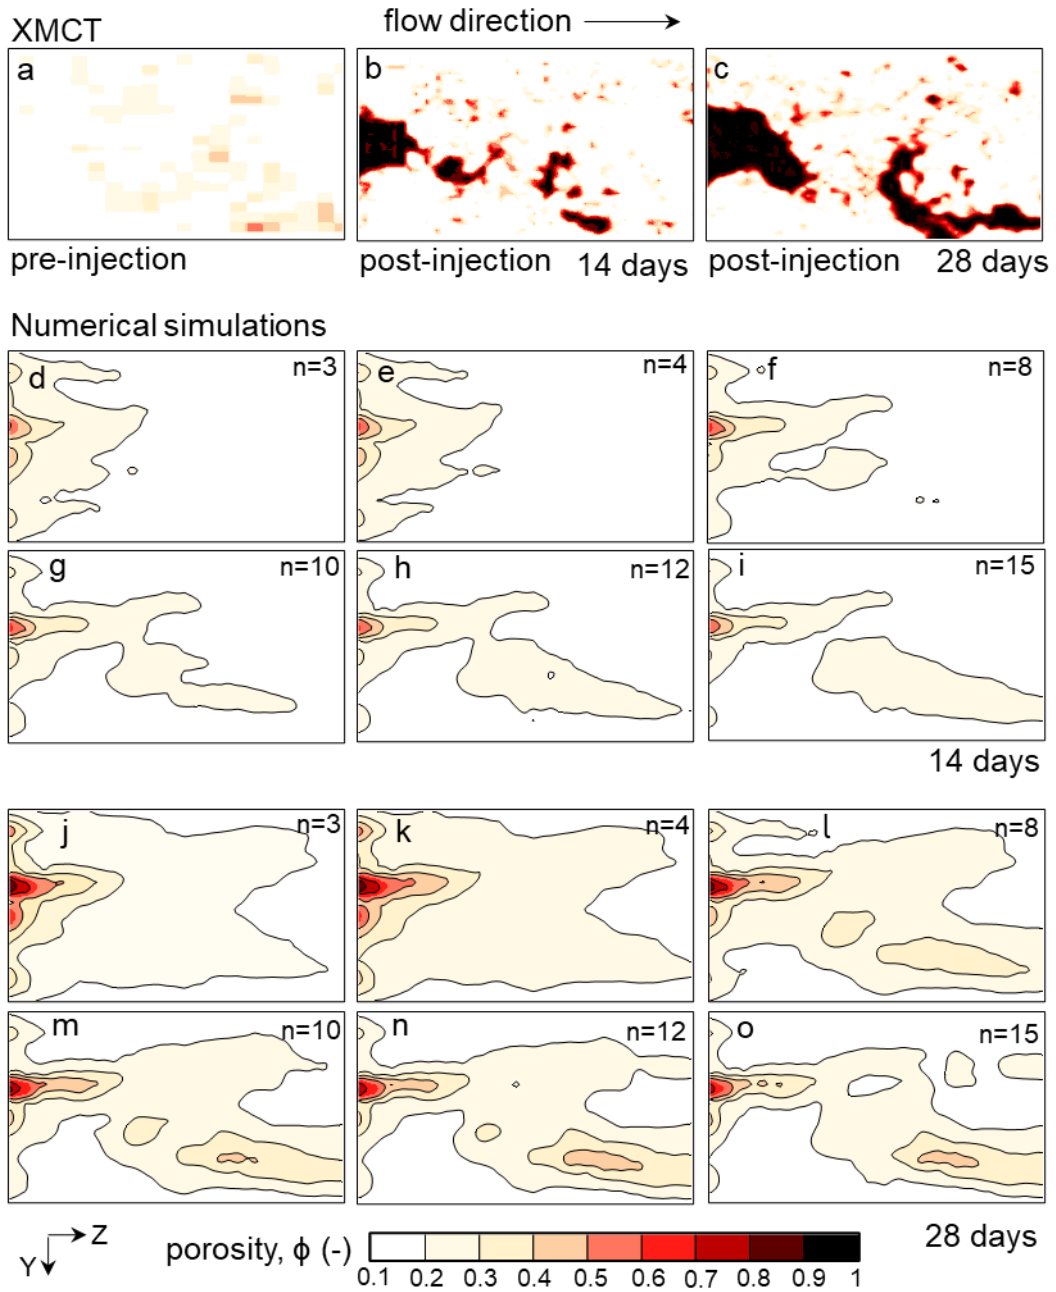 XMCT
flow direction
a
b
c
pre-injection
post-injection 14 days
post-injection 28 days
Numerical simulations
d n=3
e n=4
f n=8
g n=10
h n=12
i n=15
14 days
j n=3
k n=4
l n=8
m n=10
n n=12
o n=15
28 days
Z
Y
porosity, ϕ (-)
0.1 0.2 0.3 0.4 0.5 0.6 0.7 0.8 0.9 1